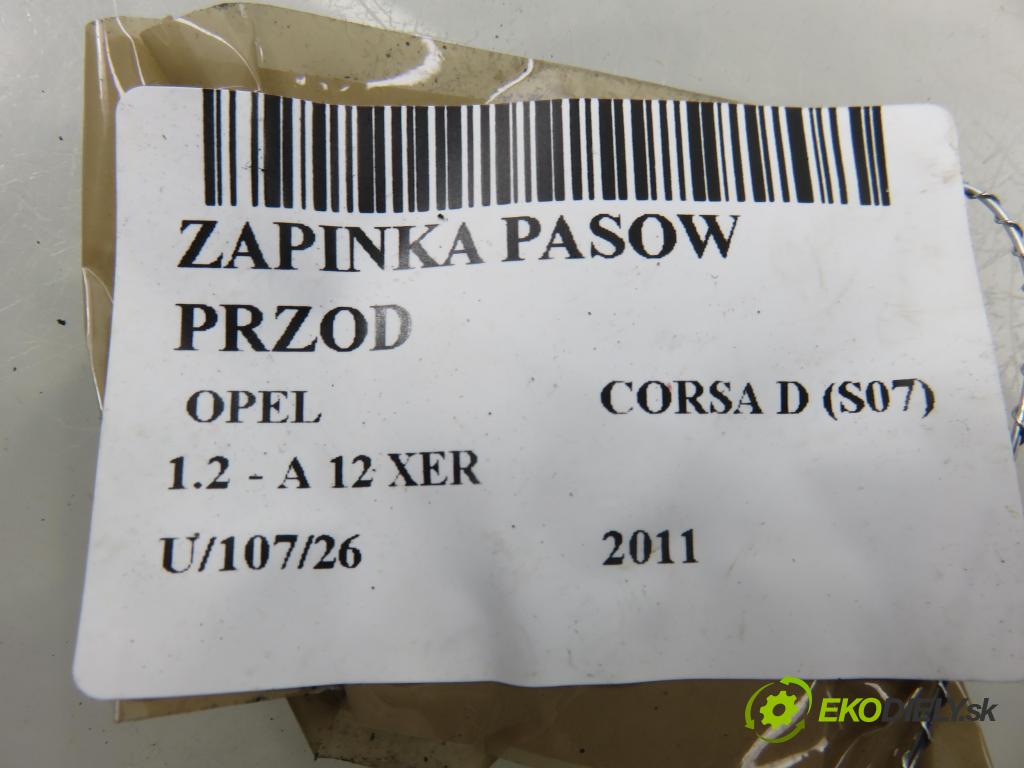 ZAPINKA PASOW
PRZOD
OPEL CORSA D (S07)
1.2 - A 12 XER
U/107/26 2011
EKODIELY.sk